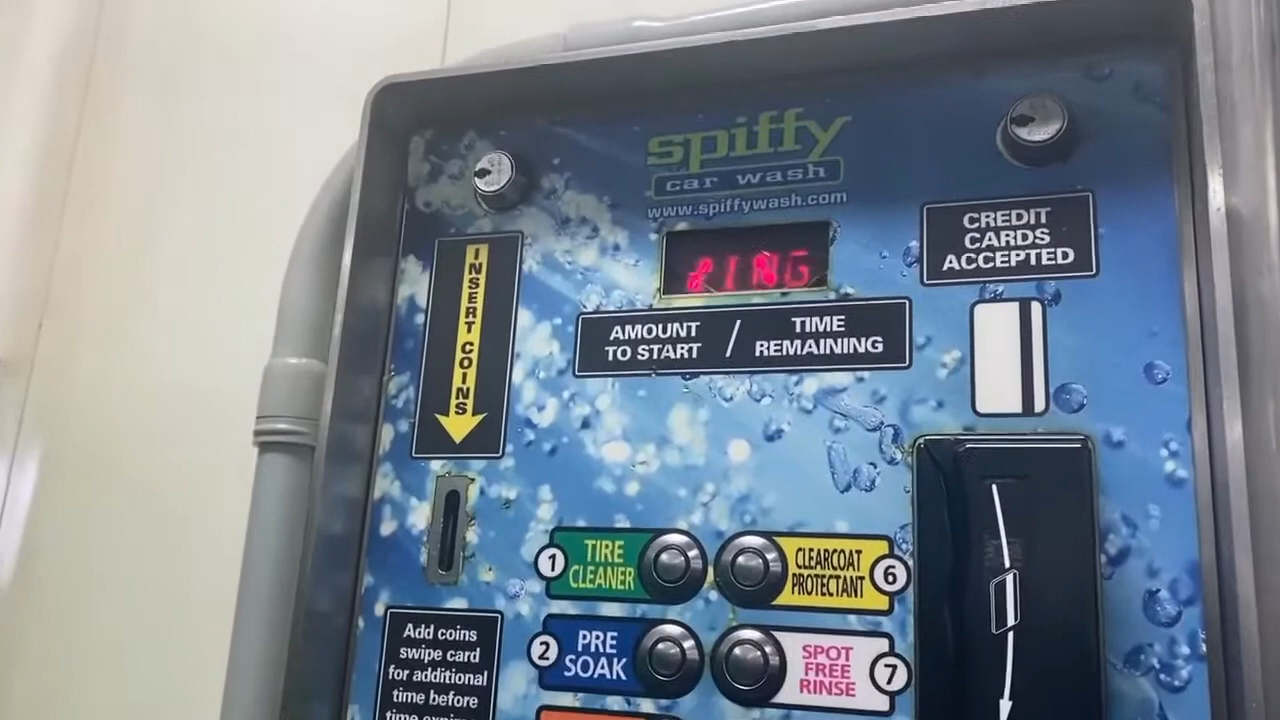 spiffy
car wash
www.spiffywash.com
INSERT COINS
CREDIT
CARDS
ACCEPTED
AMOUNT
TO START / TIME
REMAINING
1 TIRE
CLEANER
CLEARCOAT
PROTECTANT 6
2 PRE
SOAK
SPOT
FREE
RINSE 7
Add coins
swipe card
for additional
time before